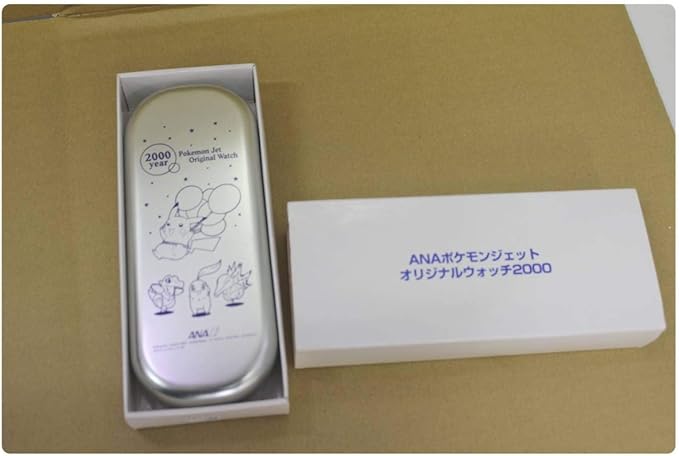 2000
year
Pokemon Jet
Original Watch
ANA
ANAポケモンジェット
オリジナルウォッチ2000